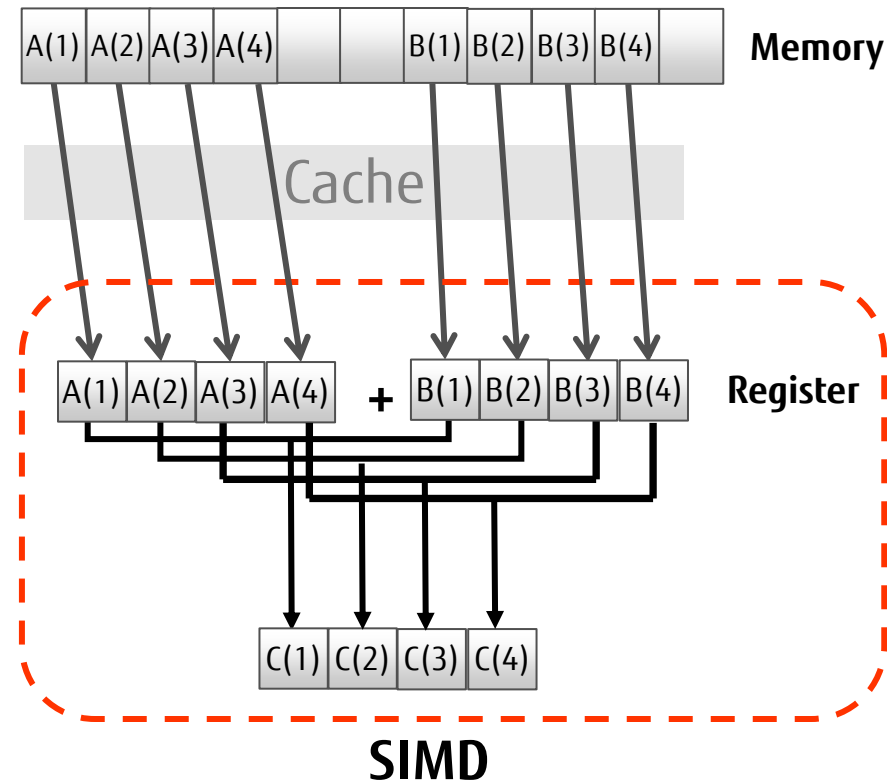 A(1) A(2) A(3) A(4) B(1) B(2) B(3) B(4) Memory
Cache
A(1) A(2) A(3) A(4) + B(1) B(2) B(3) B(4) Register
C(1) C(2) C(3) C(4)
SIMD